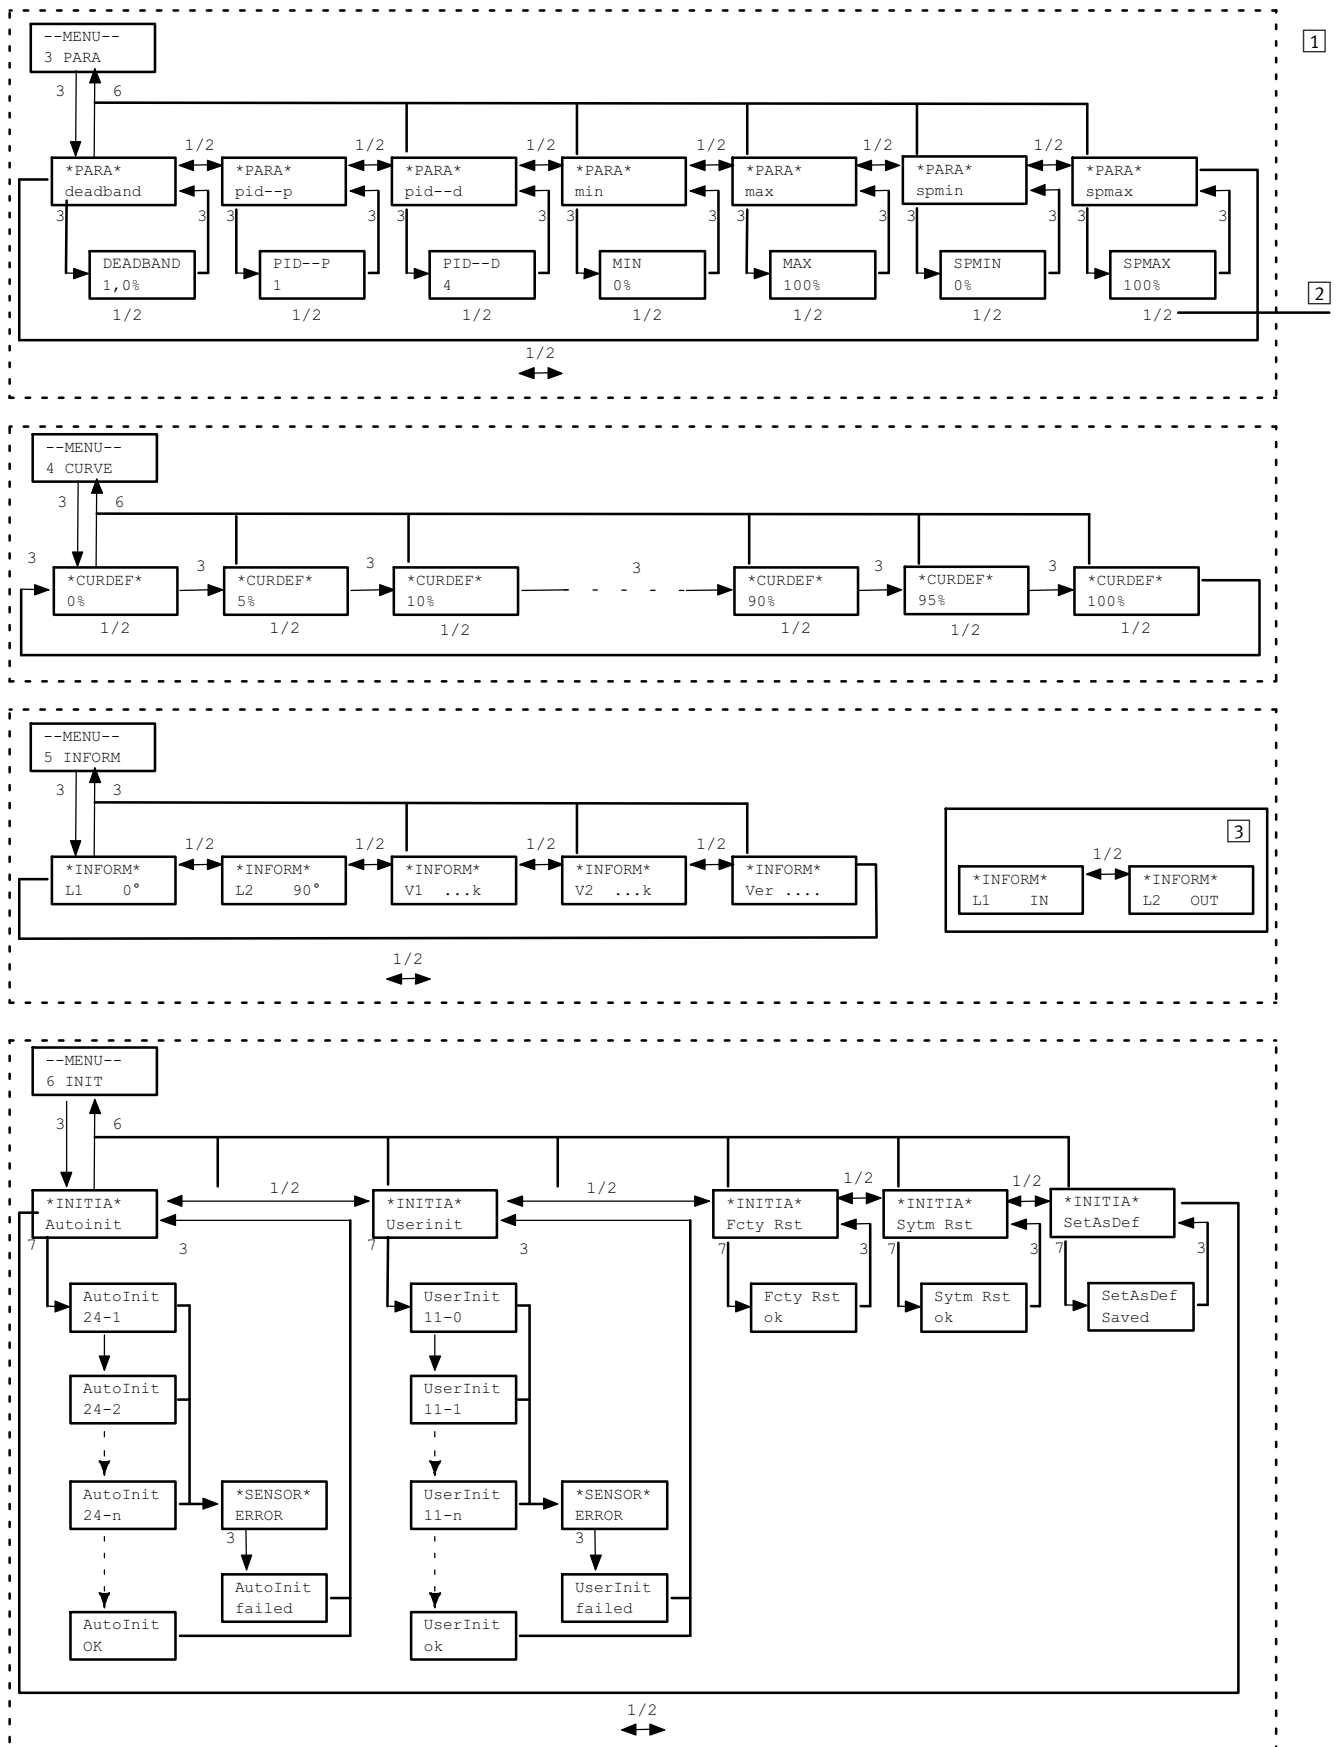 --MENU--
3 PARA
1
3
6
1/2 1/2 1/2 1/2 1/2 1/2
*PARA*
deadband
*PARA*
pid--p
*PARA*
pid--d
*PARA*
min
*PARA*
max
*PARA*
spmin
*PARA*
spmax
3 3 3 3 3 3 3 3 3 3 3 3 3 3
DEADBAND
1,0%
PID--P
1
PID--D
4
MIN
0%
MAX
100%
SPMIN
0%
SPMAX
100%
2
1/2 1/2 1/2 1/2 1/2 1/2 1/2
1/2
--MENU--
4 CURVE
3
6
3 3 3 3 3 3
*CURDEF*
0%
*CURDEF*
5%
*CURDEF*
10%
- - - -
*CURDEF*
90%
*CURDEF*
95%
*CURDEF*
100%
1/2 1/2 1/2 1/2 1/2 1/2
--MENU--
5 INFORM
3
3
1/2 1/2 1/2 1/2
*INFORM*
L1 0°
*INFORM*
L2 90°
*INFORM*
V1 ...k
*INFORM*
V2 ...k
*INFORM*
Ver ....
3
1/2
*INFORM*
L1 IN
*INFORM*
L2 OUT
1/2
--MENU--
6 INIT
3
6
1/2 1/2 1/2 1/2
*INITIA*
Autoinit
*INITIA*
Userinit
*INITIA*
Fcty Rst
*INITIA*
Sytm Rst
*INITIA*
SetAsDef
7 3 7 3 7 3 7 3 7 3
AutoInit
24-1
UserInit
11-0
Fcty Rst
ok
Sytm Rst
ok
SetAsDef
Saved
AutoInit
24-2
UserInit
11-1
AutoInit
24-n
*SENSOR*
ERROR
UserInit
11-n
*SENSOR*
ERROR
3
3
AutoInit
failed
UserInit
failed
AutoInit
OK
UserInit
ok
1/2